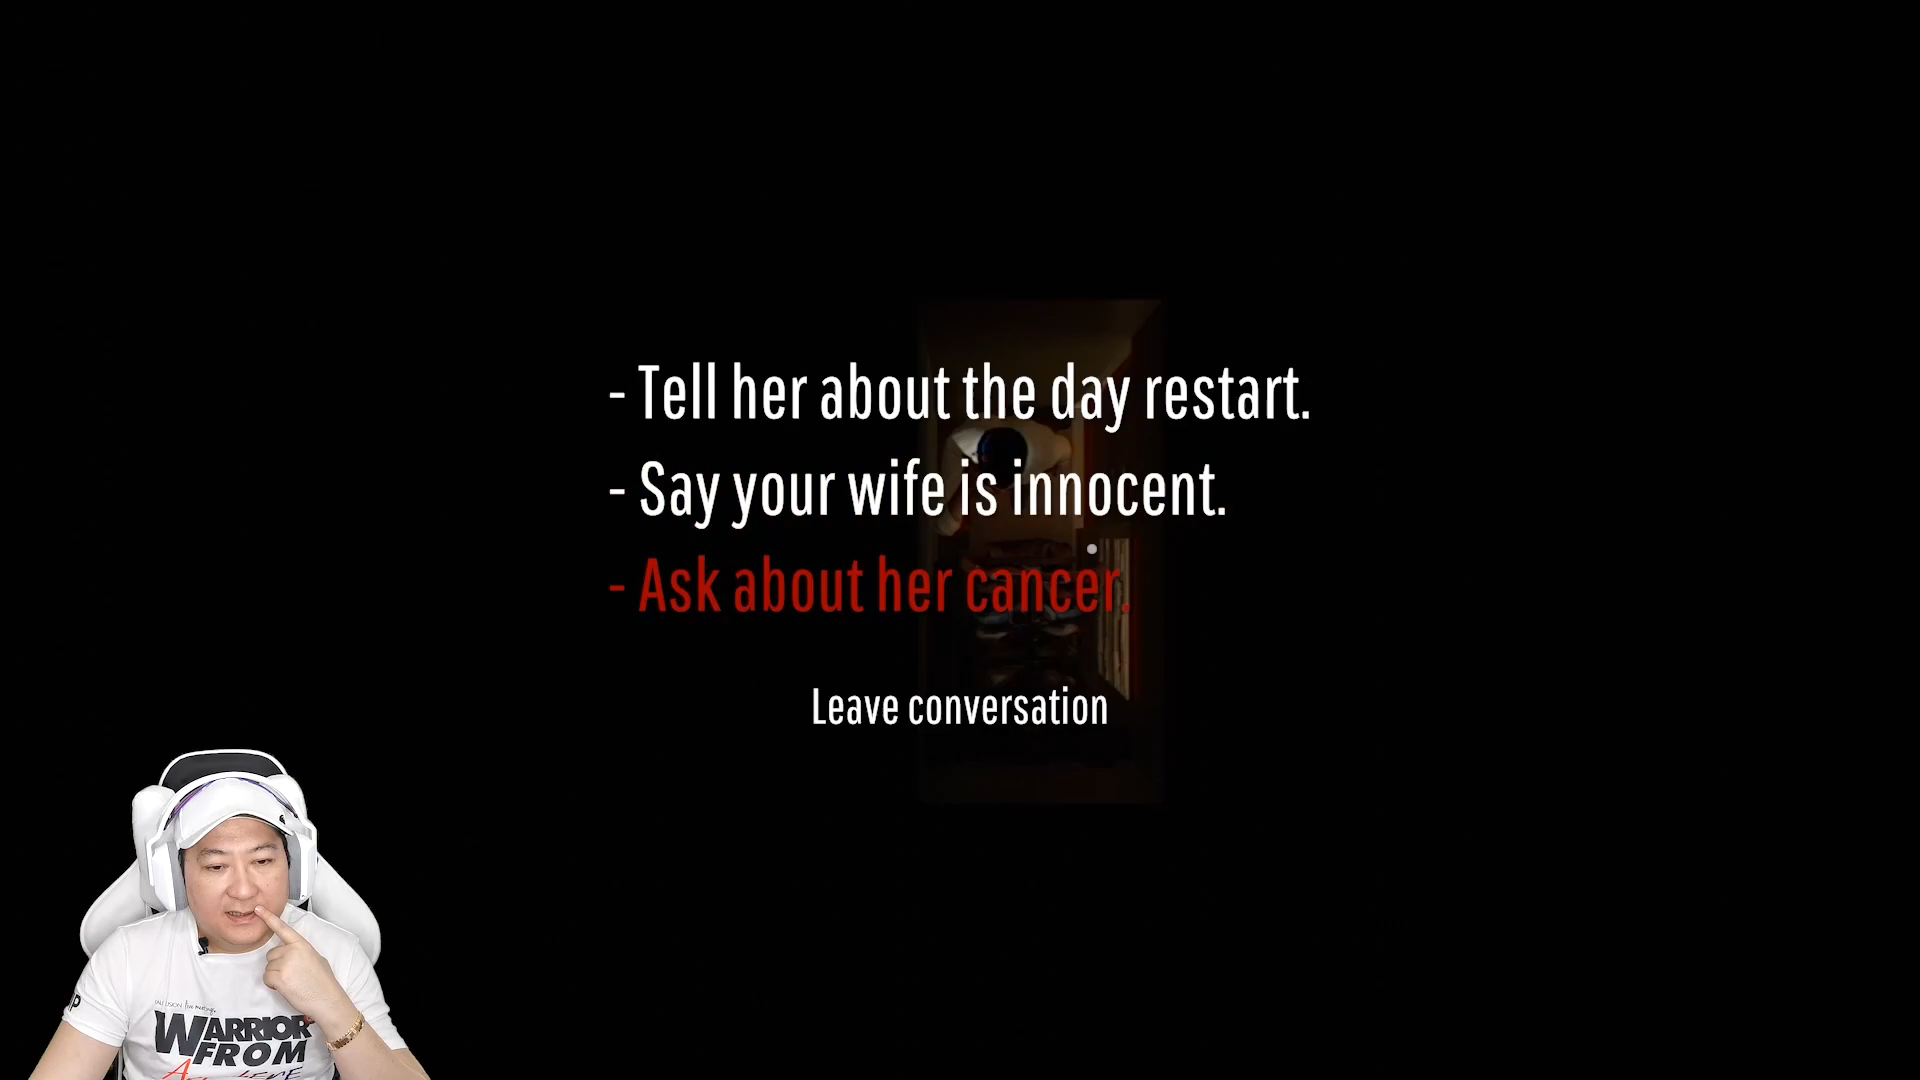 - Tell her about the day restart.
- Say your wife is innocent.
- Ask about her cancer.
Leave conversation
WARRIOR
FROM